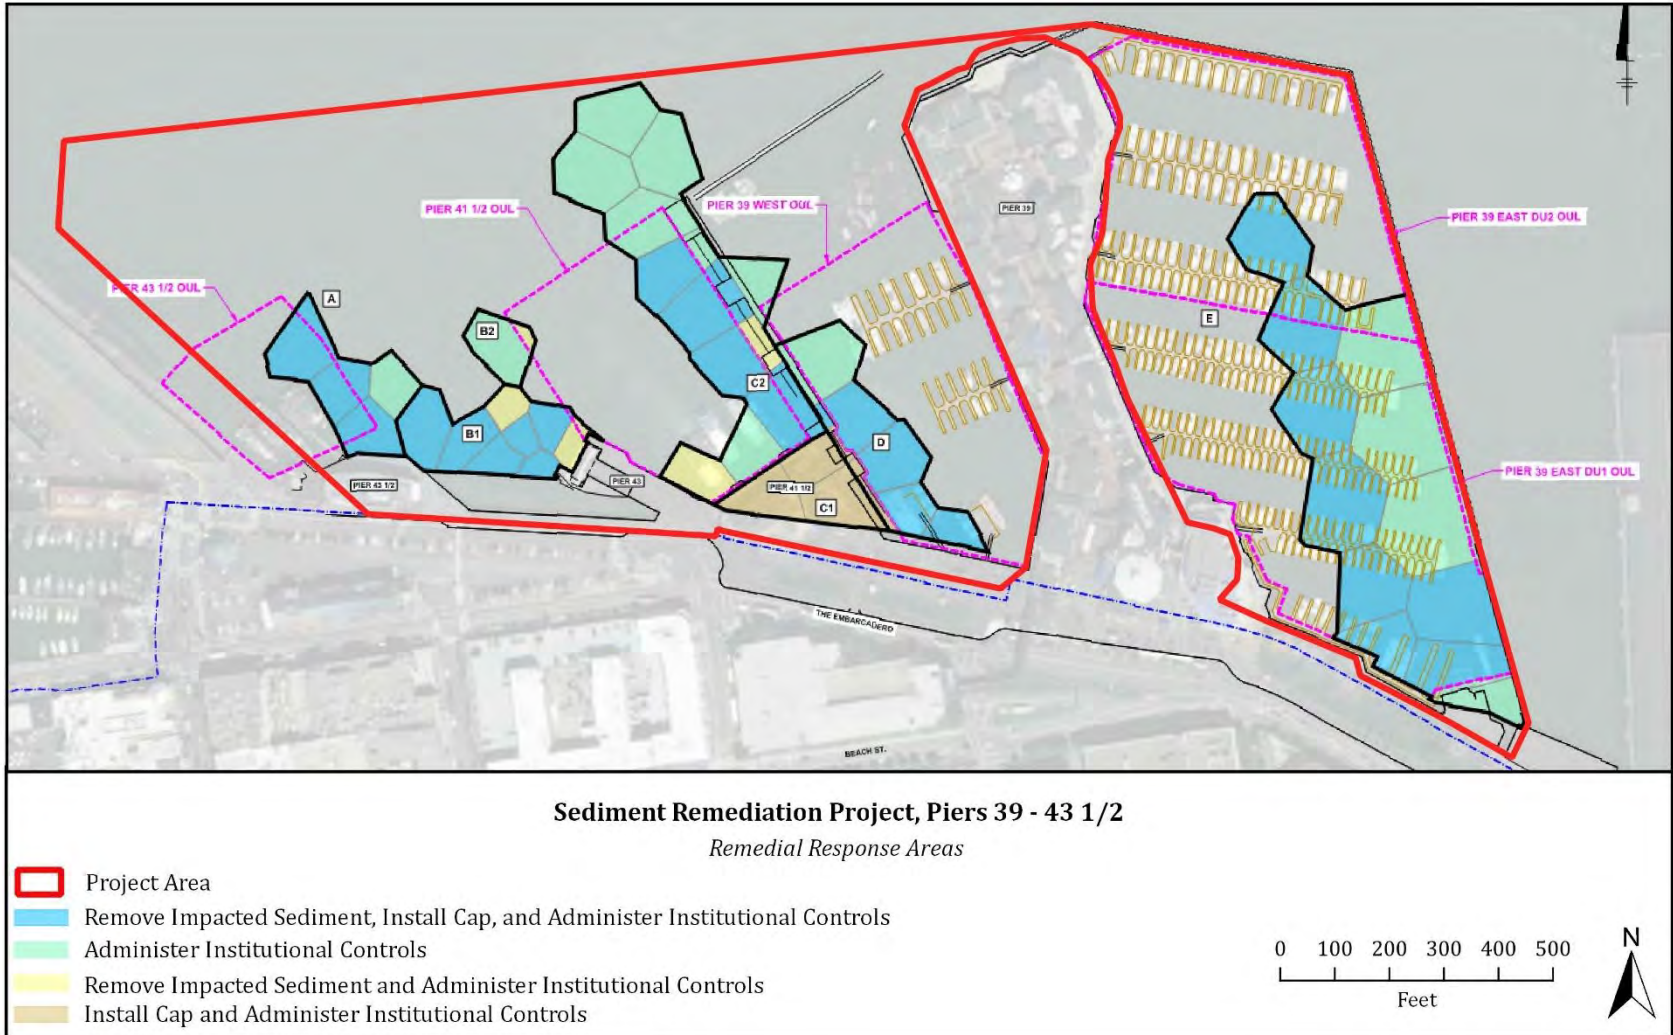 PIER 41 1/2 OUL
PIER 39 WEST OUL
PIER 39
PIER 39 EAST DU2 OUL
PIER 43 1/2 OUL
A
B2
E
C2
B1
D
PIER 39 EAST DU1 OUL
PIER 43 1/2
PIER 43
PIER 41 1/2
C1
THE EMBARCADERO
BEACH ST.
Sediment Remediation Project, Piers 39 - 43 1/2
Remedial Response Areas
Project Area
Remove Impacted Sediment, Install Cap, and Administer Institutional Controls
Administer Institutional Controls
Remove Impacted Sediment and Administer Institutional Controls
Install Cap and Administer Institutional Controls
0 100 200 300 400 500
Feet
N